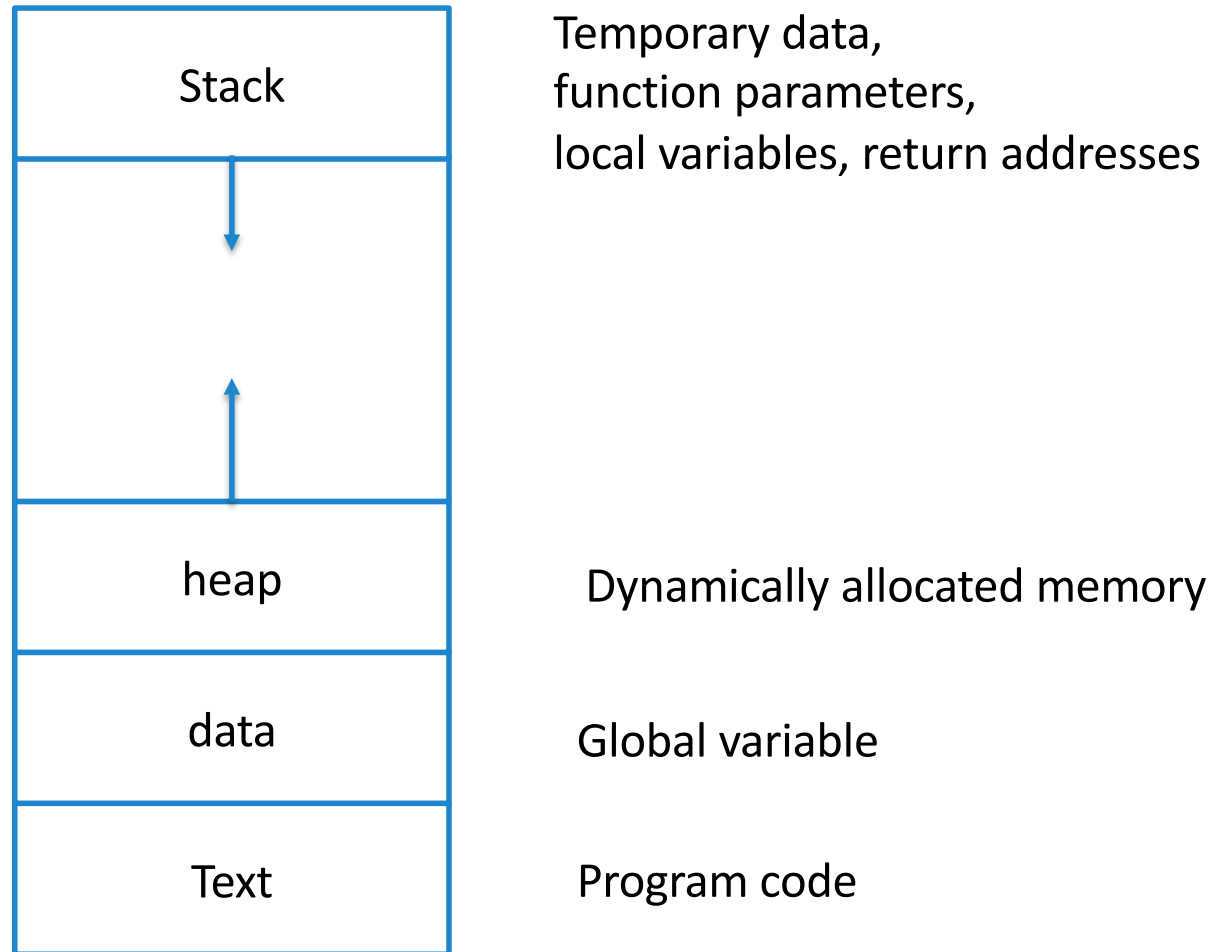 Stack
Temporary data,
function parameters,
local variables, return addresses
heap
Dynamically allocated memory
data
Global variable
Text
Program code